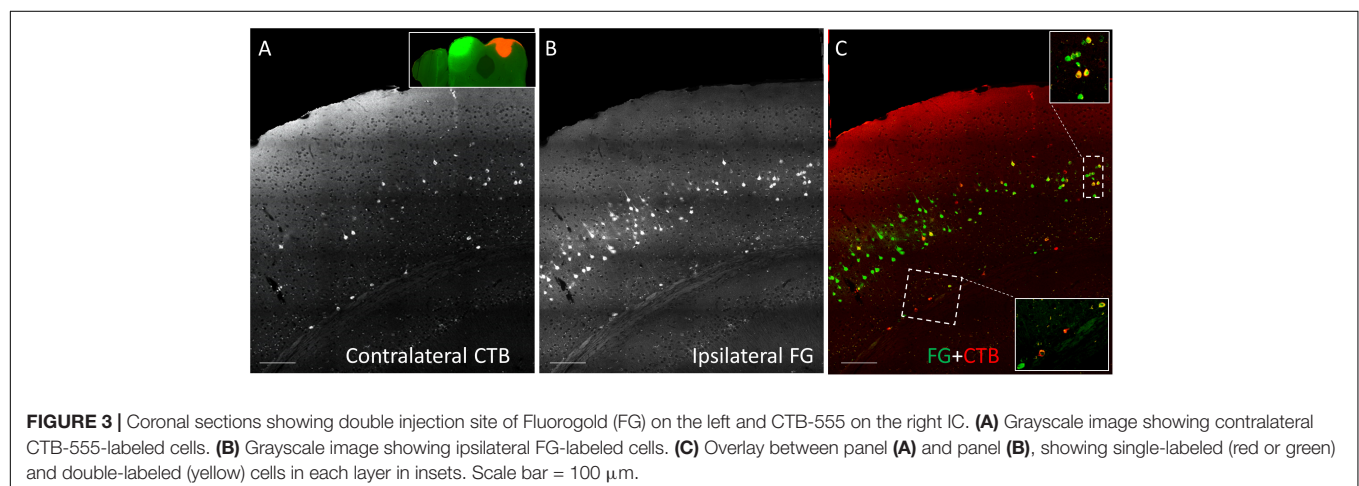 A
B
C
Contralateral CTB
Ipsilateral FG
FG+CTB
FIGURE 3 | Coronal sections showing double injection site of Fluorogold (FG) on the left and CTB-555 on the right IC. (A) Grayscale image showing contralateral
CTB-555-labeled cells. (B) Grayscale image showing ipsilateral FG-labeled cells. (C) Overlay between panel (A) and panel (B), showing single-labeled (red or green)
and double-labeled (yellow) cells in each layer in insets. Scale bar = 100 μm.